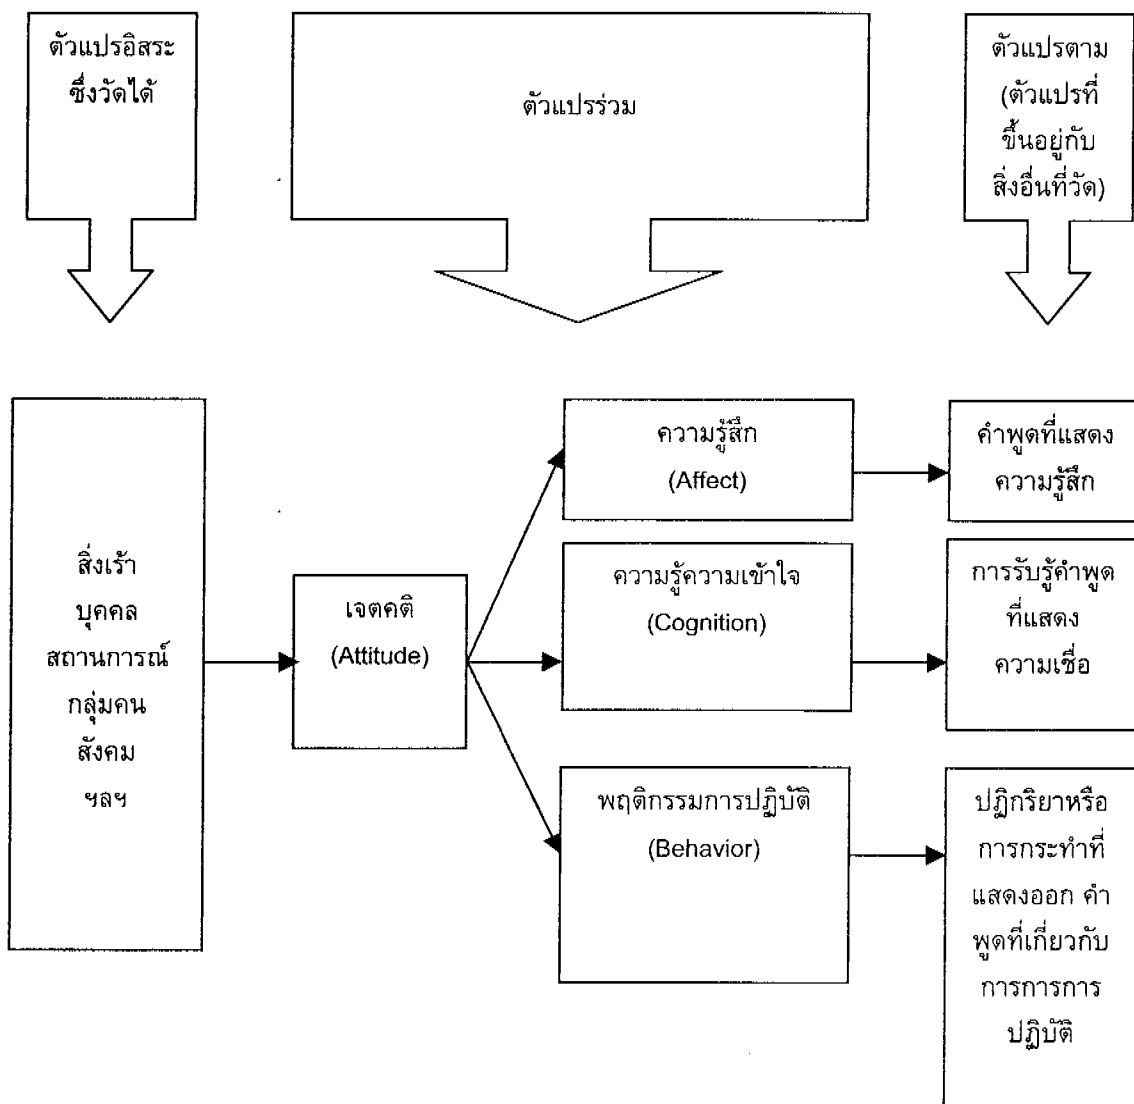 ตัวแปรอิสระ
ซึ่งวัดได้
ตัวแปรร่วม
ตัวแปรตาม
(ตัวแปรที่
ขึ้นอยู่กับ
สิ่งอื่นที่วัด)
สิ่งเร้า
บุคคล
สถานการณ์
กลุ่มคน
สังคม
ฯลฯ
เจตคติ
(Attitude)
ความรู้สึก
(Affect)
คำพูดที่แสดง
ความรู้สึก
ความรู้ความเข้าใจ
(Cognition)
การรับรู้คำพูด
ที่แสดง
ความเชื่อ
พฤติกรรมการปฏิบัติ
(Behavior)
ปฏิกริยาหรือ
การกระทำที่
แสดงออก คำ
พูดที่เกี่ยวกับ
การการการ
ปฏิบัติ